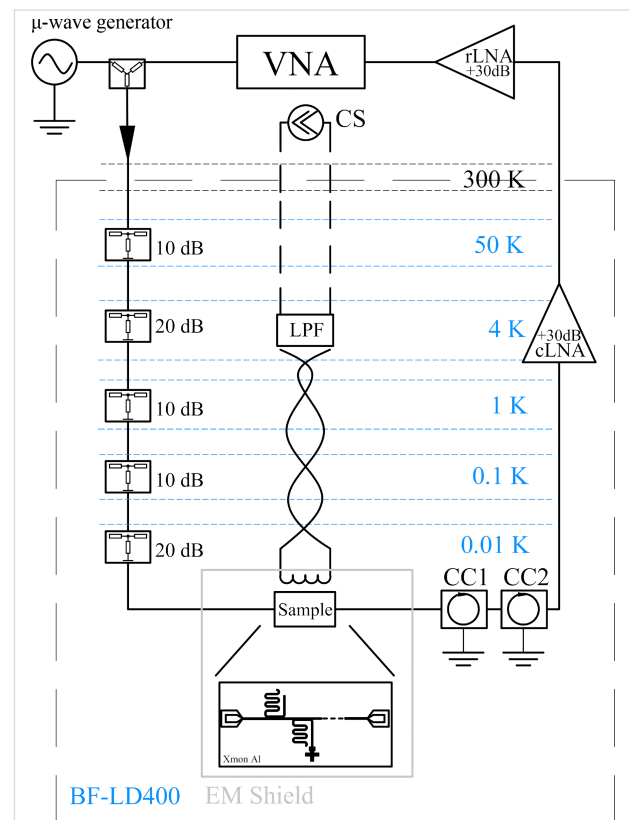 μ-wave generator
VNA
rLNA
+30dB
CS
300 K
10 dB
50 K
20 dB
LPF
4 K
+30dB
cLNA
10 dB
1 K
10 dB
0.1 K
20 dB
0.01 K
CC1
CC2
Sample
Xmon Al
BF-LD400
EM Shield